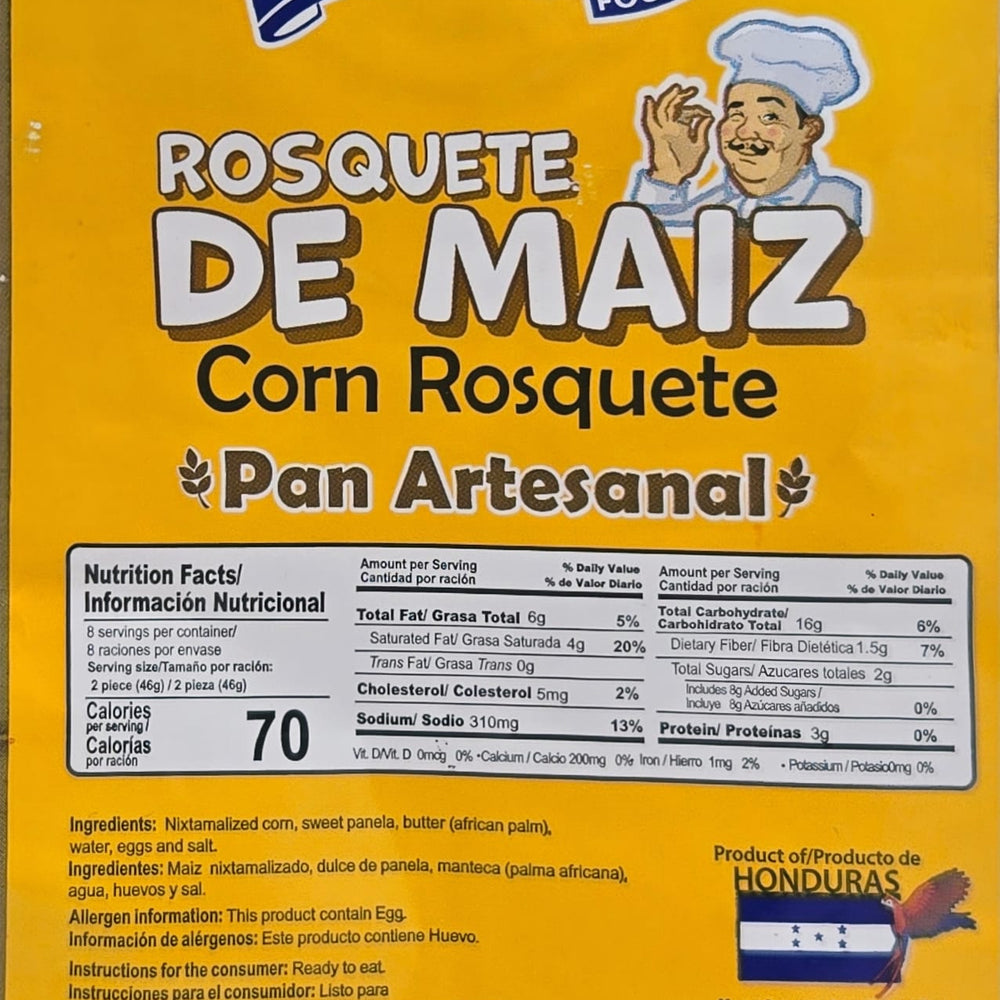 ROSQUETE
DE MAIZ
Corn Rosquete
Pan Artesanal
Nutrition Facts/
Información Nutricional
8 servings per container/
8 raciones por envase
Serving size/Tamaño por ración:
2 piece (46g) / 2 pieza (46g)
Calories
per serving/
Calorías
por ración
70
Amount per Serving
Cantidad por ración
% Daily Value
% de Valor Diario
Total Fat/ Grasa Total 6g 5%
Saturated Fat/ Grasa Saturada 4g 20%
Trans Fat/ Grasa Trans 0g
Cholesterol/ Colesterol 5mg 2%
Sodium/ Sodio 310mg 13%
Amount per Serving
Cantidad por ración
% Daily Value
% de Valor Diario
Total Carbohydrate/
Carbohidrato Total 16g 6%
Dietary Fiber/ Fibra Dietética 1.5g 7%
Total Sugars/ Azucares totales 2g
Includes 8g Added Sugars /
Incluye 8g Azúcares añadidos 0%
Protein/ Proteínas 3g 0%
Vit. D/Vit. D 0mcg 0% •Calcium / Calcio 200mg 0% Iron / Hierro 1mg 2% • Potassium / Potasio0mg 0%
Ingredients: Nixtamalized corn, sweet panela, butter (african palm),
water, eggs and salt.
Ingredientes: Maiz nixtamalizado, dulce de panela, manteca (palma africana),
agua, huevos y sal.
Allergen information: This product contain Egg.
Información de alérgenos: Este producto contiene Huevo.
Instructions for the consumer: Ready to eat.
Instrucciones para el consumidor: Listo para
Product of/Producto de
HONDURAS